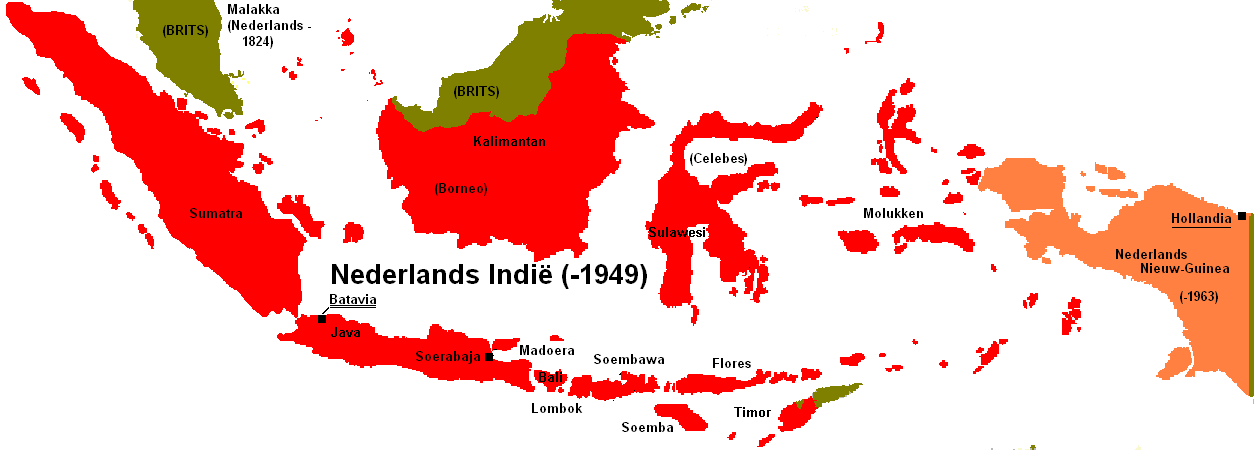 Malakka
(Nederlands -
1824)
(BRITS)
(BRITS)
Kalimantan
(Celebes)
(Borneo)
Sumatra
Molukken
Hollandia
Sulawesi
Nederlands
Nieuw-Guinea
Nederlands Indië (-1949)
(-1963)
Batavia
Java
Madoera
Soerabaja
Soembawa
Flores
Bali
Lombok
Timor
Soemba